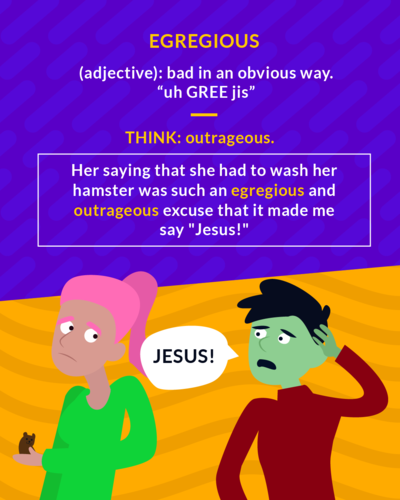 EGREGIOUS
(adjective): bad in an obvious way.
“uh GREE jis”
THINK: outrageous.
Her saying that she had to wash her
hamster was such an egregious and
outrageous excuse that it made me
say "Jesus!"
JESUS!